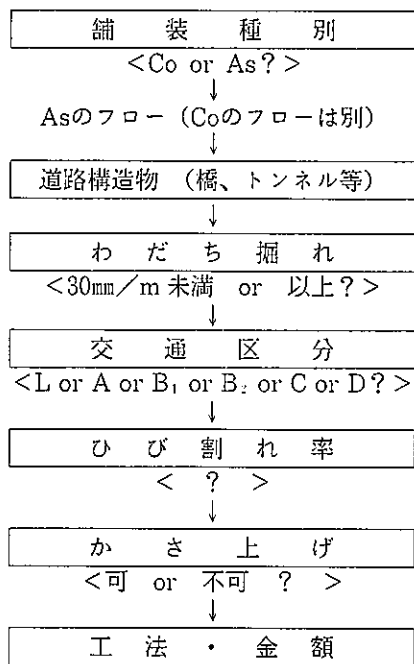 舗装種別
<Co or As?>
Asのフロー（Coのフローは別）
道路構造物（橋、トンネル等）
わだち掘れ
<30㎜／m 未満 or 以上？>
交通区分
<L or A or B₁ or B₂ or C or D？>
ひび割れ率
< ? >
かさ上げ
<可 or 不可 ？ >
工法・金額